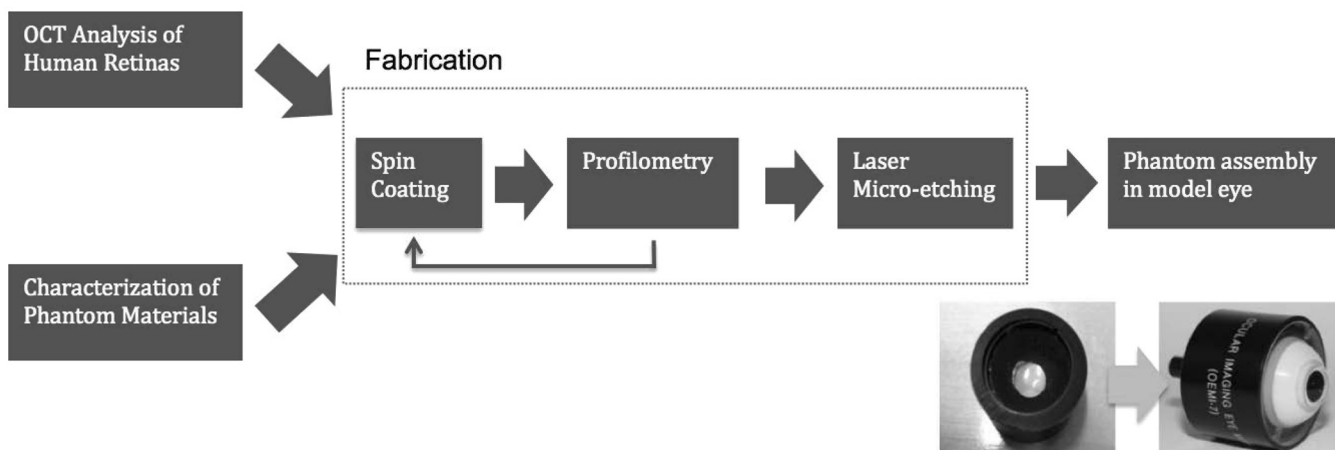 OCT Analysis of
Human Retinas
Fabrication
Spin
Coating
Profilometry
Laser
Micro-etching
Phantom assembly
in model eye
Characterization of
Phantom Materials
OCULAR IMAGING EYE
(OEMI-7)